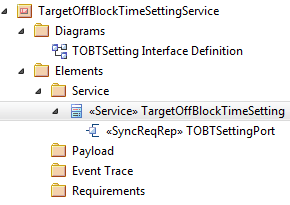 TargetOffBlockTimeSettingService
Diagrams
TOBTSetting Interface Definition
Elements
Service
«Service» TargetOffBlockTimeSetting
«SyncReqRep» TOBTSettingPort
Payload
Event Trace
Requirements